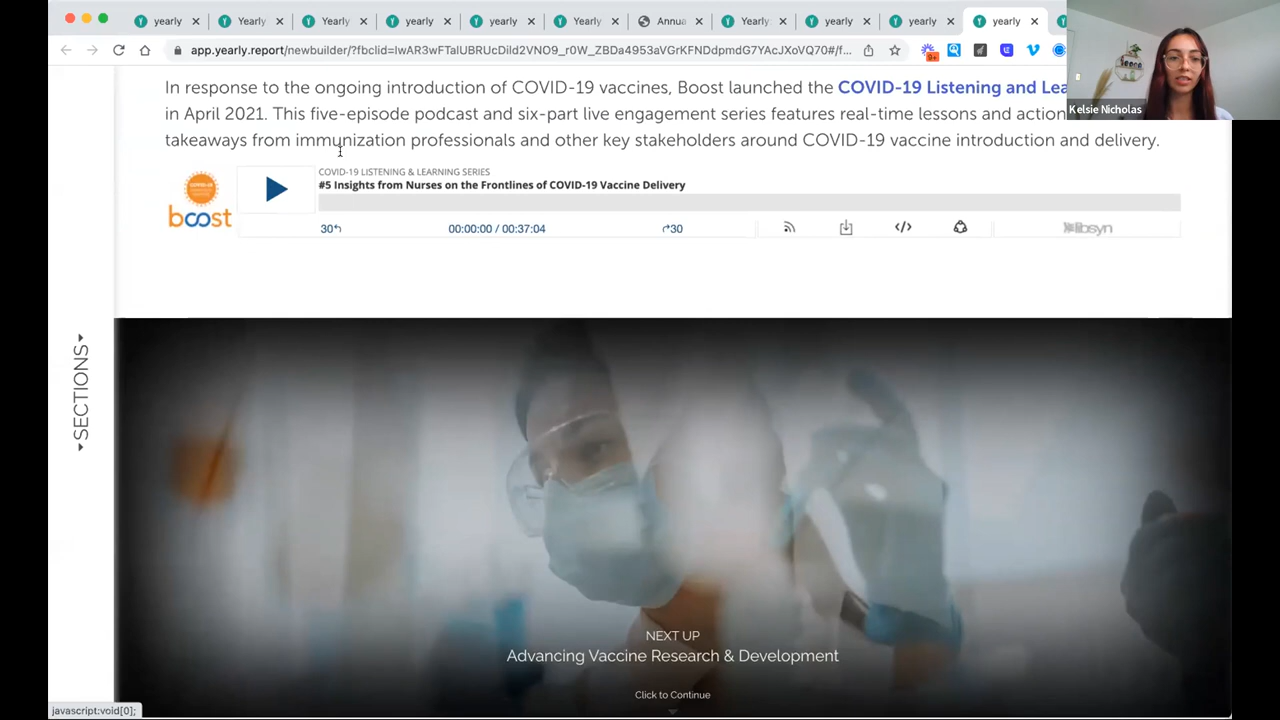 yearly
Yearly
Yearly
yearly
yearly
Yearly
Annua
Yearly
yearly
yearly
yearly
app.yearly.report/newbuilder/?fbclid=IwAR3wFTalUBRUcDild2VNO9_r0W_ZBDa4953aVGrKFNDdpmdG7YAcJXoVQ70#/f...
9+
Kelsie Nicholas
In response to the ongoing introduction of COVID-19 vaccines, Boost launched the COVID-19 Listening and Lea
in April 2021. This five-episode podcast and six-part live engagement series features real-time lessons and action
takeaways from immunization professionals and other key stakeholders around COVID-19 vaccine introduction and delivery.
boost
COVID-19 LISTENING & LEARNING SERIES
#5 Insights from Nurses on the Frontlines of COVID-19 Vaccine Delivery
30
00:00:00 / 00:37:04
30
libsyn
SECTIONS
NEXT UP
Advancing Vaccine Research & Development
Click to Continue
javascript:void[0];